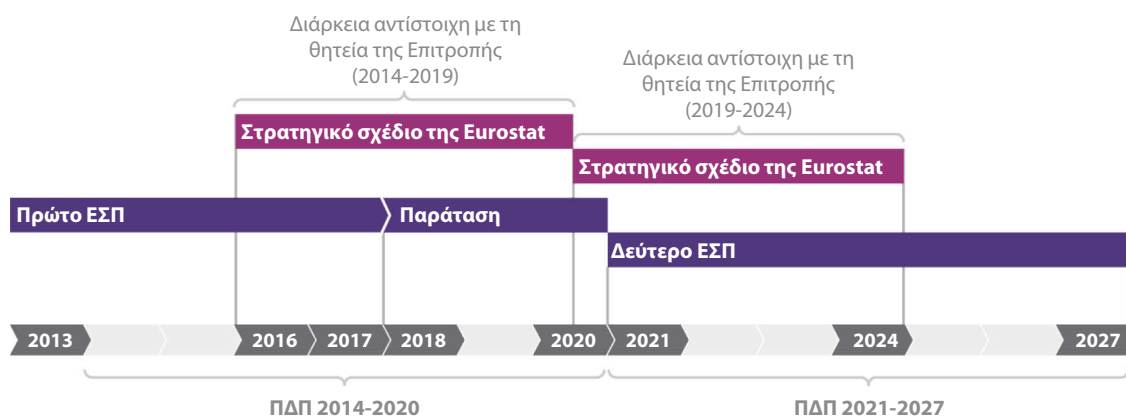 Διάρκεια αντίστοιχη με τη
θητεία της Επιτροπής
(2014-2019)
Διάρκεια αντίστοιχη με τη
θητεία της Επιτροπής
(2019-2024)
Στρατηγικό σχέδιο της Eurostat
Στρατηγικό σχέδιο της Eurostat
Πρώτο ΕΣΠ
Παράταση
Δεύτερο ΕΣΠ
2013 2016 2017 2018 2020 2021 2024 2027
ΠΔΠ 2014-2020
ΠΔΠ 2021-2027